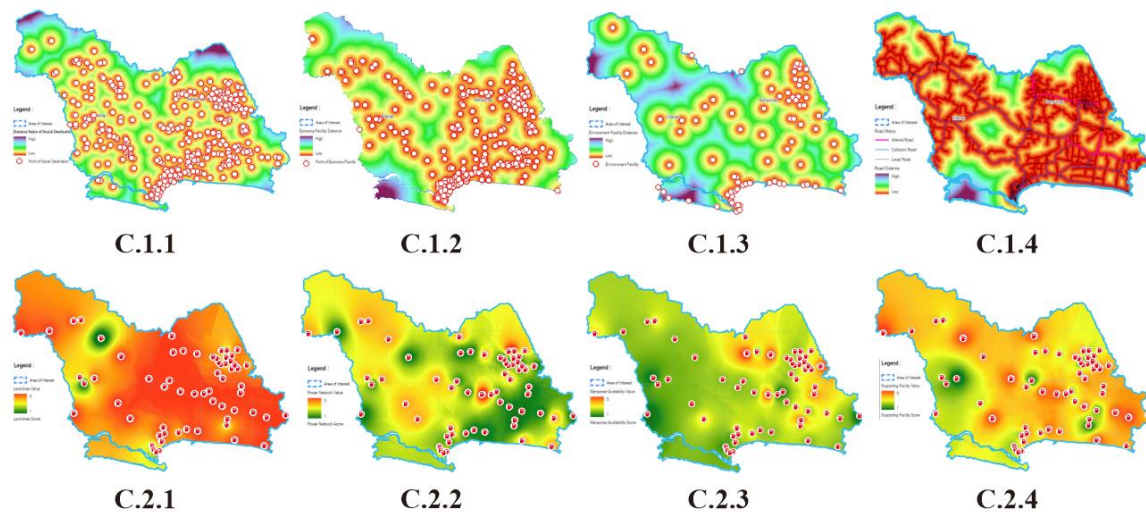 Legend :
Area of Interest
Distance Value of Social Destination
High
Low
Point of Social Destination
C.1.1
Legend :
Area of Interest
Economy Facility Distance
High
Low
Point of Economy Facility
C.1.2
Legend :
Area of Interest
Environment Facility Distance
High
Low
Environment Facility
C.1.3
Legend :
Area of Interest
Road Status
Arterial Road
Collector Road
Local Road
Road Distance
High
Low
C.1.4
Legend :
Area of Interest
Land Area Value
Land Area Score
C.2.1
Legend :
Area of Interest
Power Network Value
Power Network Score
C.2.2
Legend :
Area of Interest
Manpower Availability Value
Manpower Availability Score
C.2.3
Legend :
Area of Interest
Supporting Facility Value
Supporting Facility Score
C.2.4